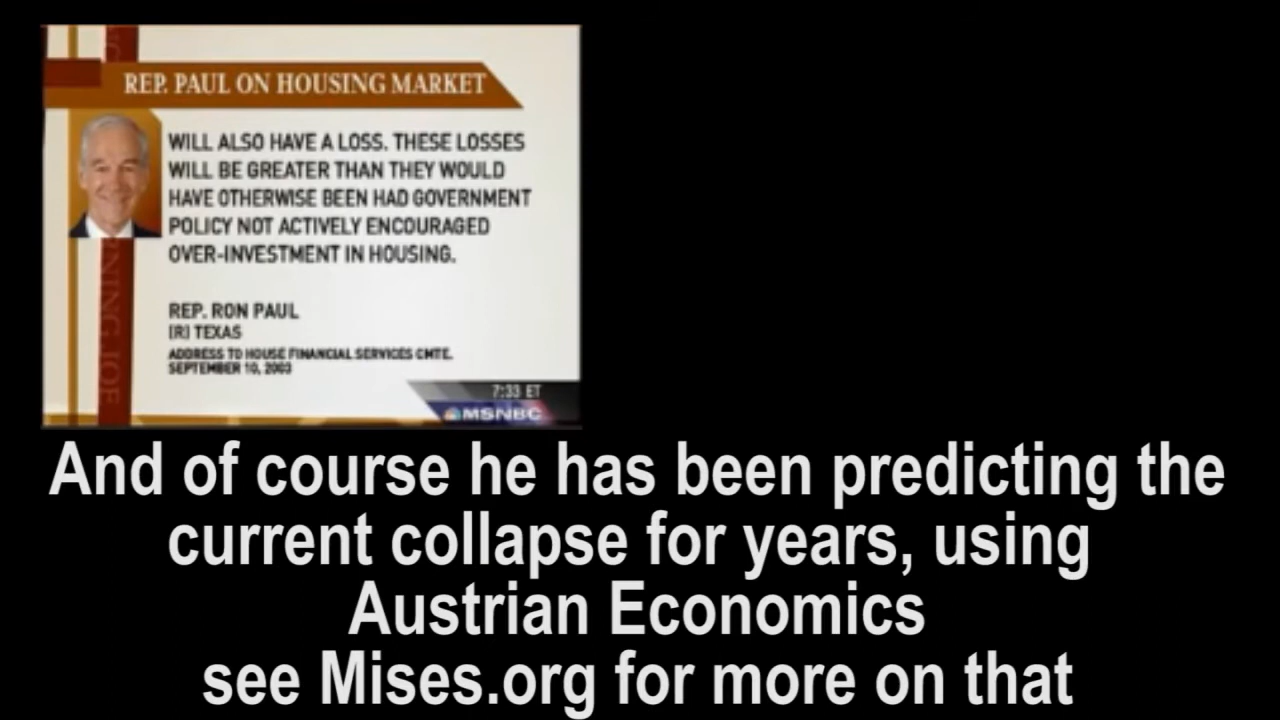 REP. PAUL ON HOUSING MARKET
WILL ALSO HAVE A LOSS. THESE LOSSES
WILL BE GREATER THAN THEY WOULD
HAVE OTHERWISE BEEN HAD GOVERNMENT
POLICY NOT ACTIVELY ENCOURAGED
OVER-INVESTMENT IN HOUSING.
REP. RON PAUL
[R] TEXAS
ADDRESS TO HOUSE FINANCIAL SERVICES CMTE.
SEPTEMBER 10, 2003
7:33 ET
MSNBC
And of course he has been predicting the
current collapse for years, using
Austrian Economics
see Mises.org for more on that